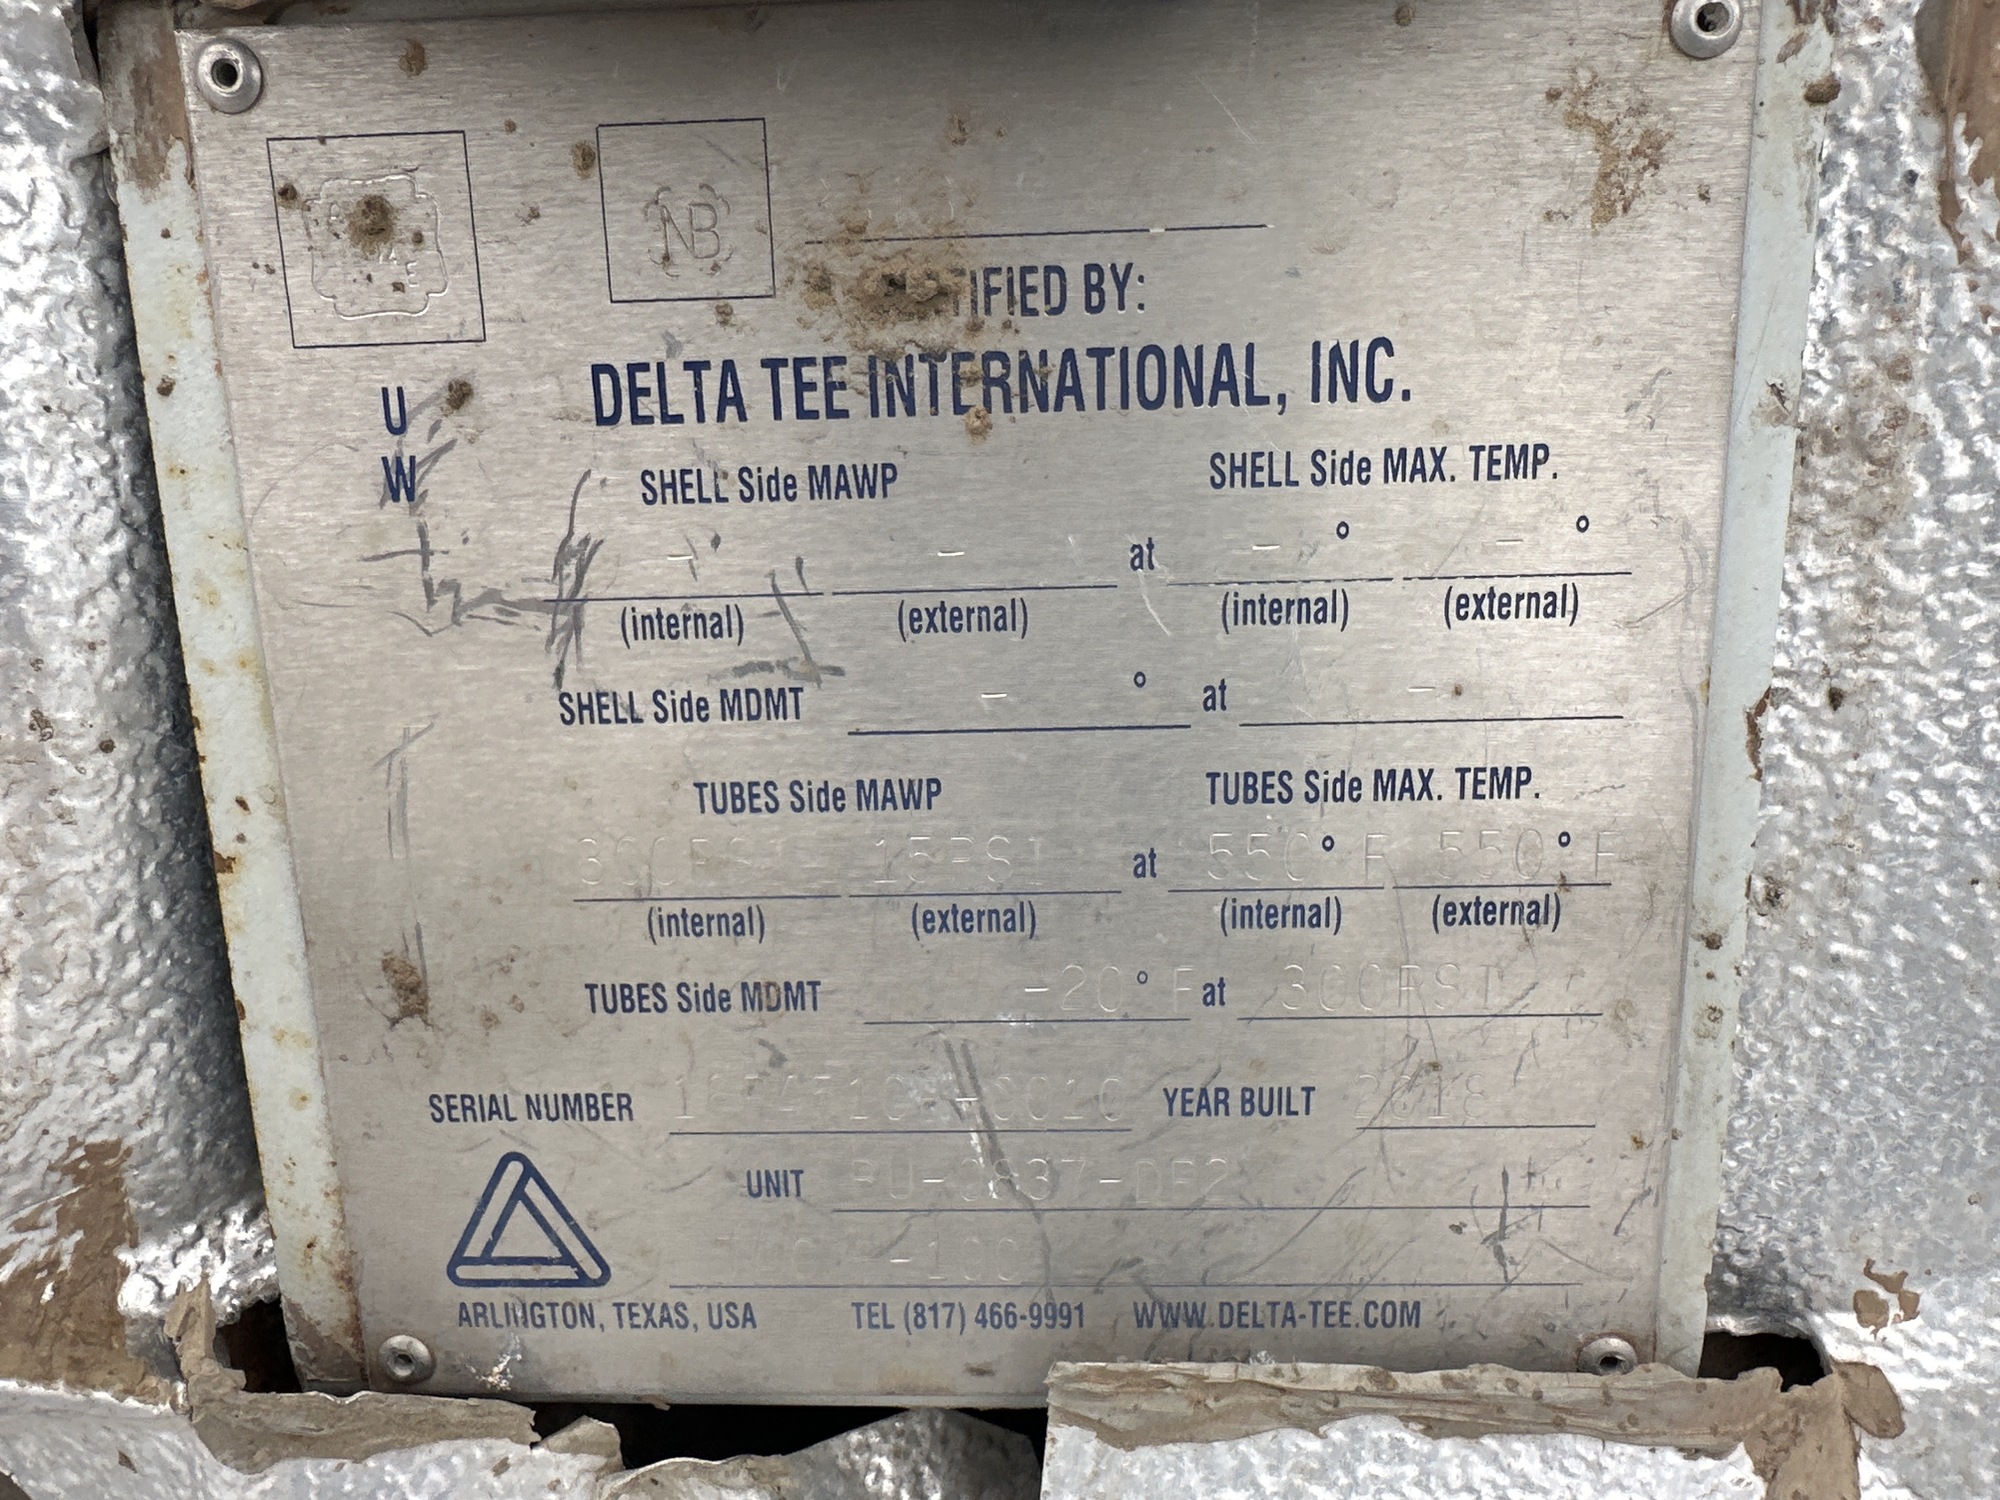 NB
TIFIED BY:
DELTA TEE INTERNATIONAL, INC.
U
W
SHELL Side MAWP SHELL Side MAX. TEMP.
- - at - ° - °
(internal) (external) (internal) (external)
SHELL Side MDMT - ° at -
TUBES Side MAWP TUBES Side MAX. TEMP.
300PSI 15PSI at 550° F 550° F
(internal) (external) (internal) (external)
TUBES Side MDMT -20° F at 300PSI
SERIAL NUMBER YEAR BUILT 2018
UNIT
ARLINGTON, TEXAS, USA TEL (817) 466-9991 WWW.DELTA-TEE.COM